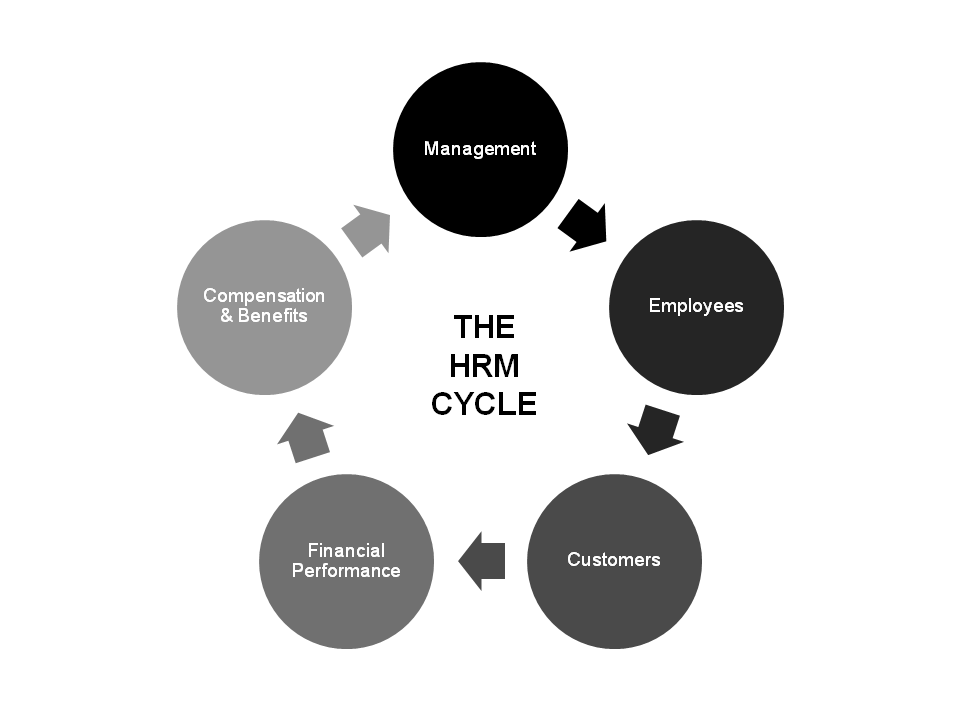 Management
Employees
Customers
Financial
Performance
Compensation
& Benefits
THE
HRM
CYCLE